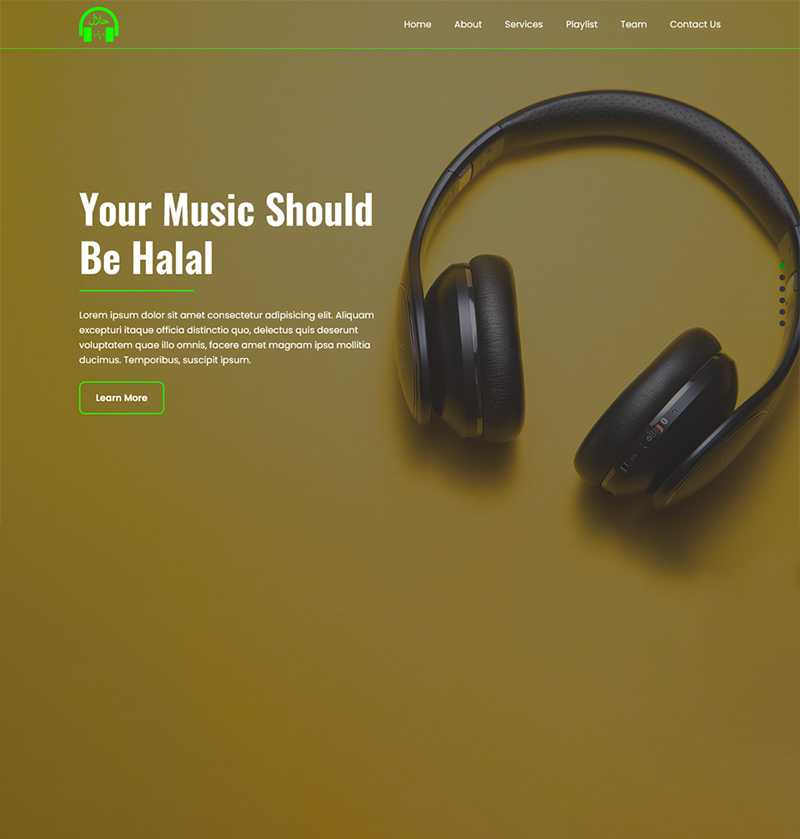 حلال
Home About Services Playlist Team Contact Us
Your Music Should
Be Halal
Lorem ipsum dolor sit amet consectetur adipisicing elit. Aliquam
excepturi itaque officia distinctio quo, delectus quis deserunt
voluptatem quae illo omnis, facere amet magnam ipsa mollitia
ducimus. Temporibus, suscipit ipsum.
Learn More